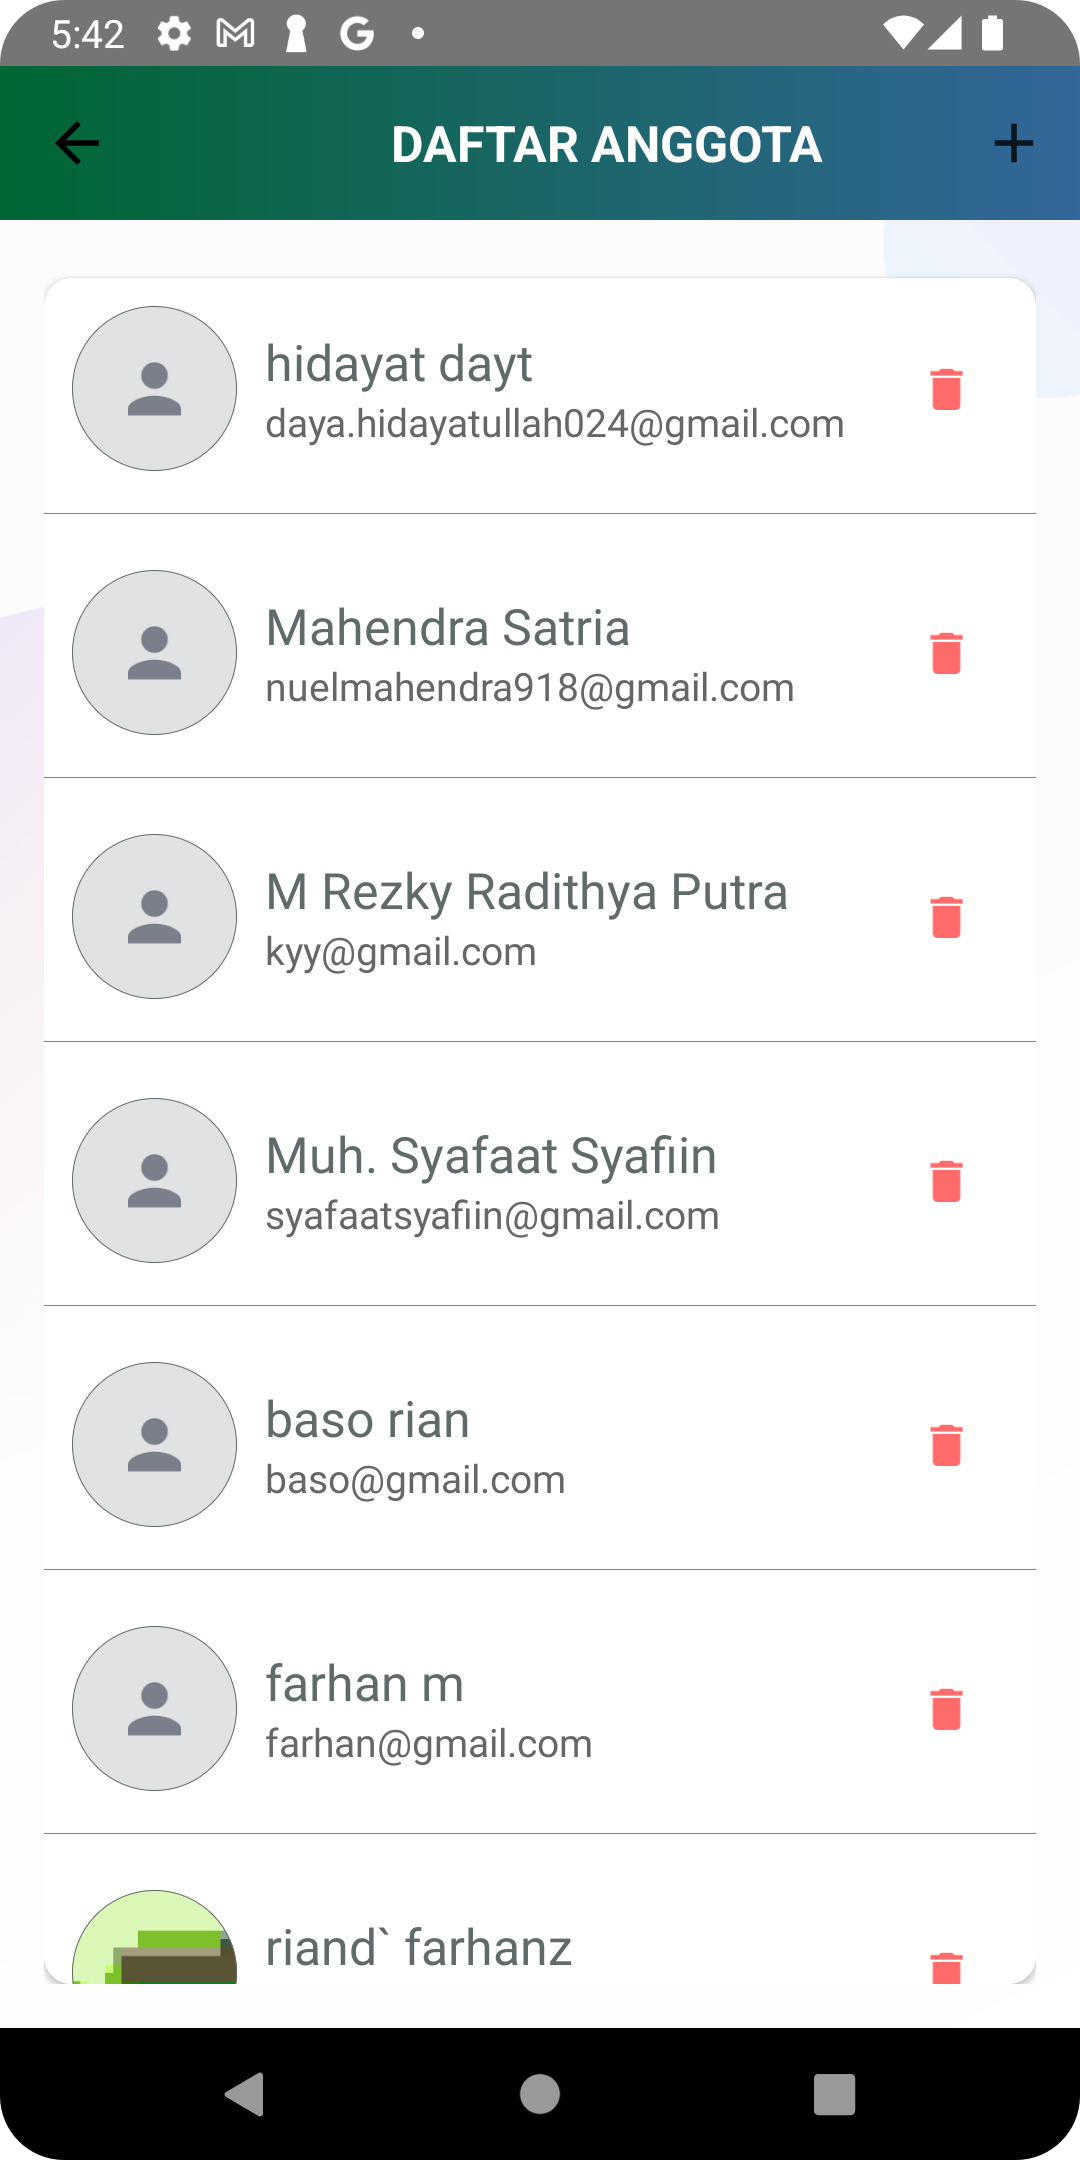 5:42
DAFTAR ANGGOTA
hidayat dayt
daya.hidayatullah024@gmail.com
Mahendra Satria
nuelmahendra918@gmail.com
M Rezky Radithya Putra
kyy@gmail.com
Muh. Syafaat Syafiin
syafaatsyafiin@gmail.com
baso rian
baso@gmail.com
farhan m
farhan@gmail.com
riand` farhanz